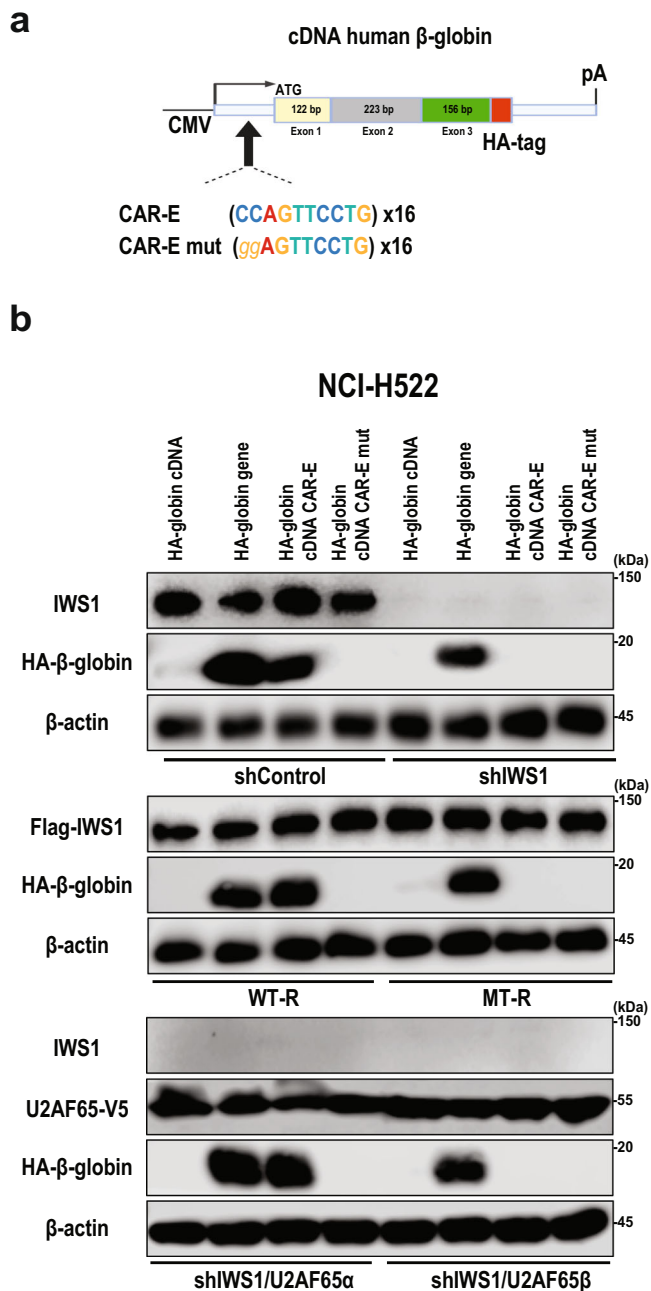 a
cDNA human β-globin
pA
ATG
122 bp
223 bp
156 bp
CMV
Exon 1
Exon 2
Exon 3
HA-tag
CAR-E (CCAGTTCCTG) x16
CAR-E mut (ggAGTTCCTG) x16
b
NCI-H522
HA-globin cDNA
HA-globin gene
HA-globin
cDNA CAR-E
HA-globin
cDNA CAR-E mut
HA-globin cDNA
HA-globin gene
HA-globin
cDNA CAR-E
HA-globin
cDNA CAR-E mut
(kDa)
IWS1 -150
HA-β-globin -20
β-actin -45
shControl shIWS1
(kDa)
Flag-IWS1 -150
HA-β-globin -20
β-actin -45
WT-R MT-R
(kDa)
IWS1 -150
U2AF65-V5 -55
HA-β-globin -20
β-actin -45
shIWS1/U2AF65α shIWS1/U2AF65β